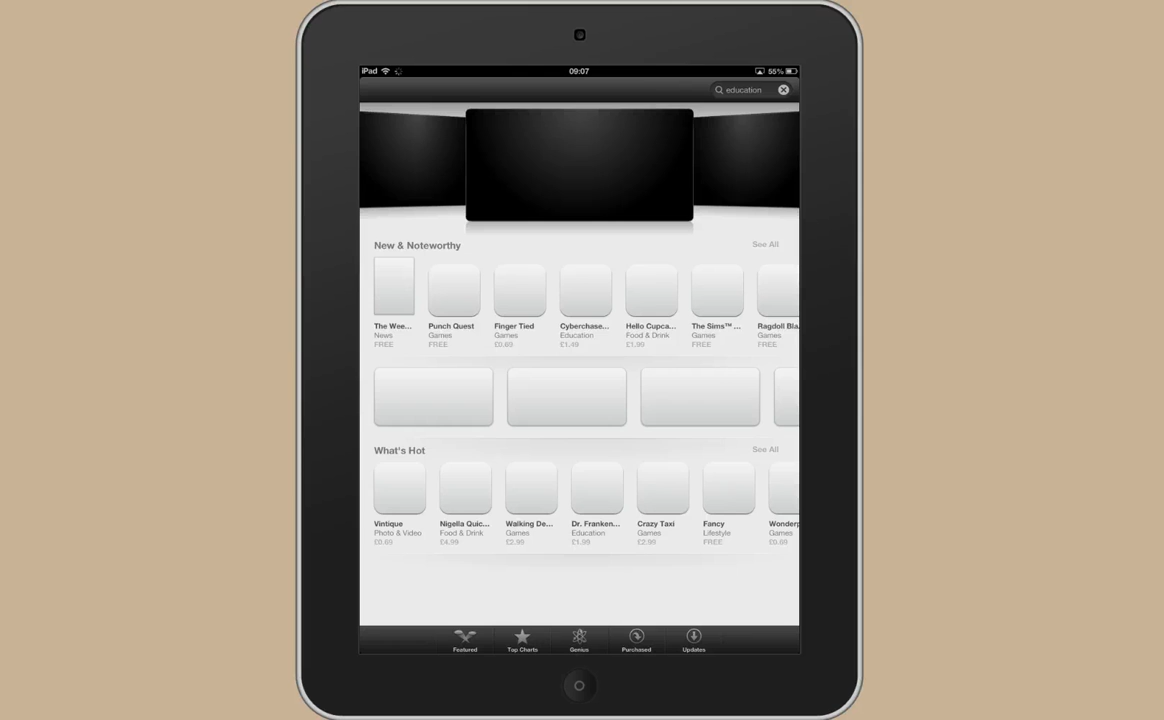 iPad 09:07 55%
education
New & Noteworthy See All
The Wee... Punch Quest Finger Tied Cyberchase... Hello Cupca... The Sims™ ... Ragdoll Bla
News Games Games Education Food & Drink Games Games
FREE FREE £0.69 £1.49 £1.99 FREE FREE
What's Hot See All
Vintique Nigella Quic... Walking De... Dr. Franken... Crazy Taxi Fancy Wonderp
Photo & Video Food & Drink Games Education Games Lifestyle Games
£0.69 £4.99 £2.99 £1.99 £2.99 FREE £0.69
Featured Top Charts Genius Purchased Updates